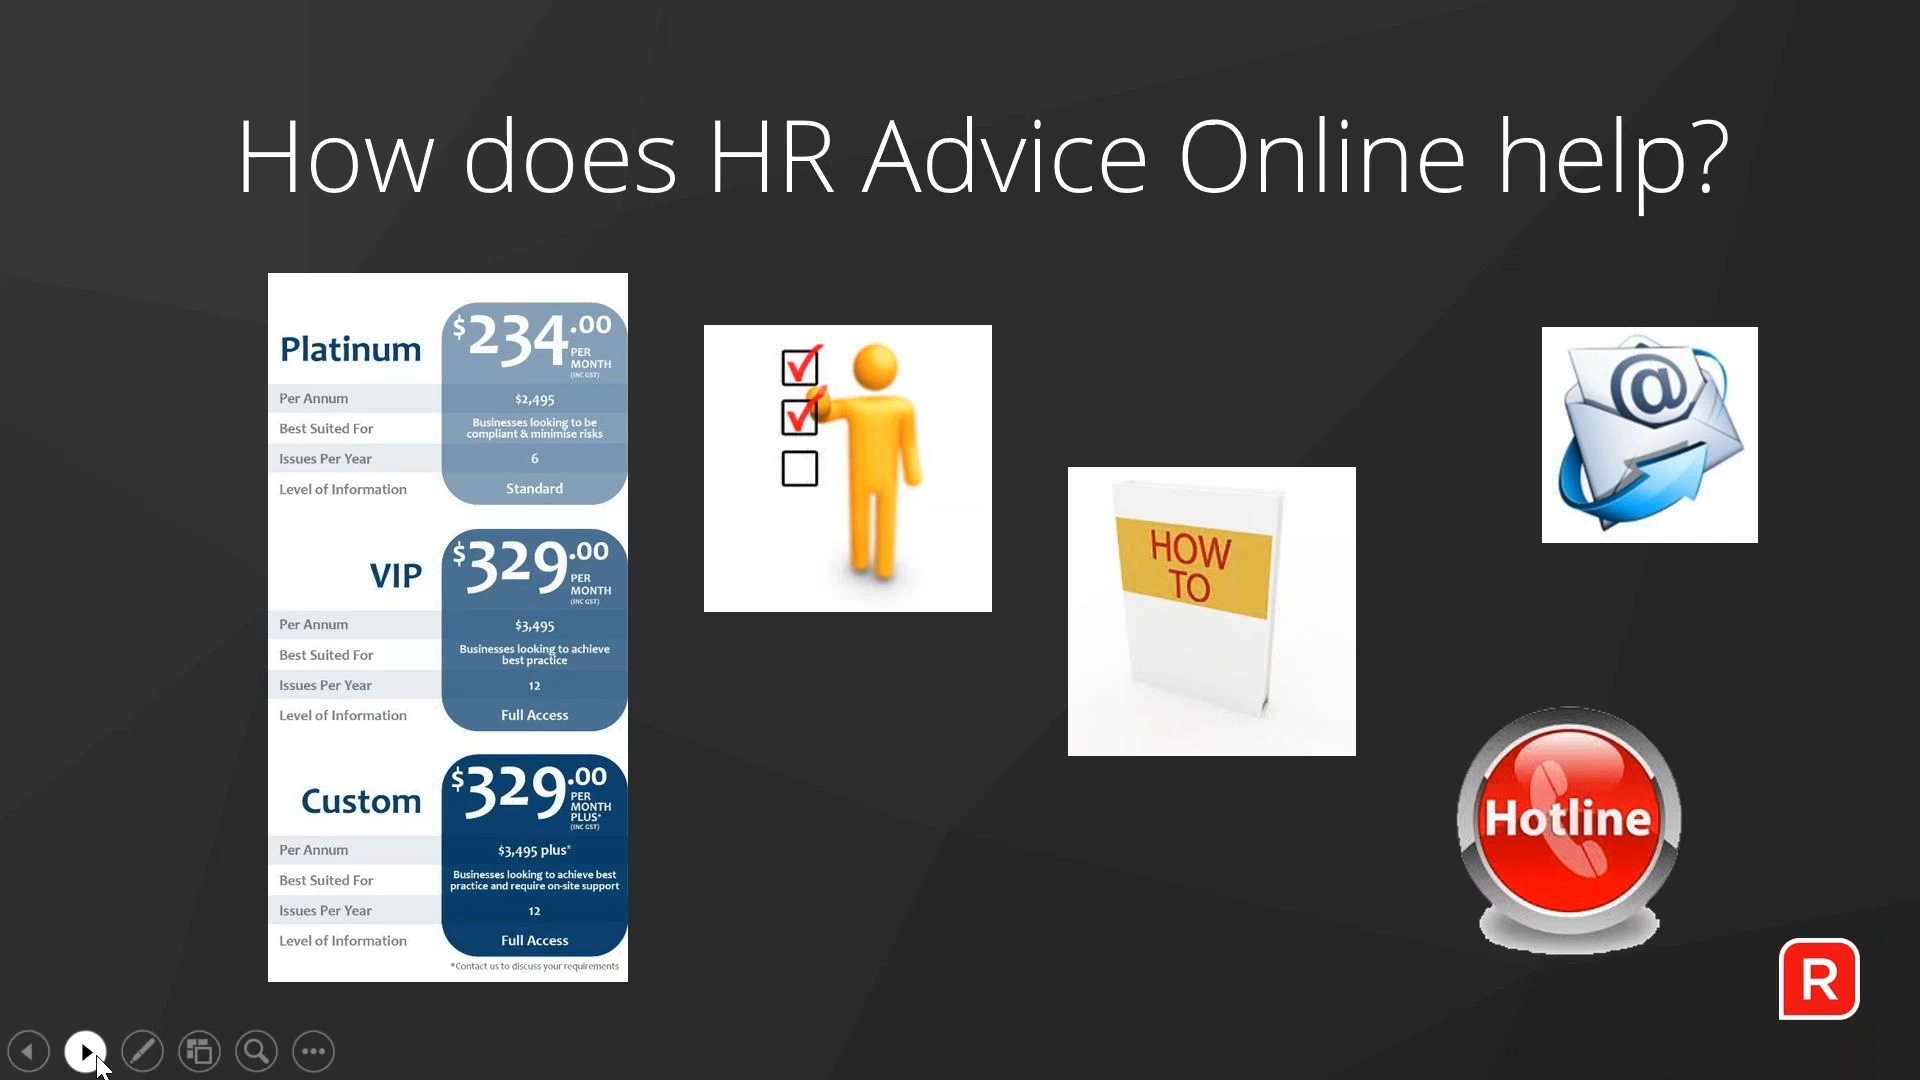 How does HR Advice Online help?
Platinum
$234.00
PER
MONTH
(INC GST)
Per Annum
$2,495
Best Suited For
Businesses looking to be
compliant & minimise risks
Issues Per Year
6
Level of Information
Standard
VIP
$329.00
PER
MONTH
(INC GST)
Per Annum
$3,495
Best Suited For
Businesses looking to achieve
best practice
Issues Per Year
12
Level of Information
Full Access
Custom
$329.00
PER
MONTH
PLUS*
(INC GST)
Per Annum
$3,495 plus*
Best Suited For
Businesses looking to achieve best
practice and require on-site support
Issues Per Year
12
Level of Information
Full Access
*Contact us to discuss your requirements
HOW
TO
@
Hotline
R